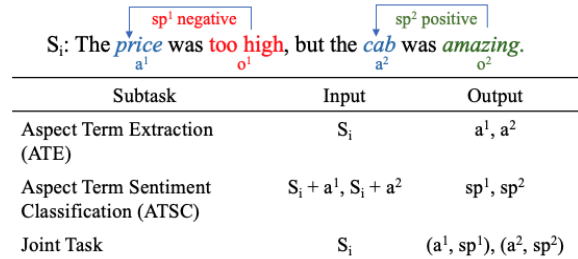 sp¹ negative sp² positive
Sᵢ: The price was too high, but the cab was amazing.
a¹ o¹ a² o²
Subtask Input Output
Aspect Term Extraction
(ATE) Sᵢ a¹, a²
Aspect Term Sentiment
Classification (ATSC) Sᵢ + a¹, Sᵢ + a² sp¹, sp²
Joint Task Sᵢ (a¹, sp¹), (a², sp²)